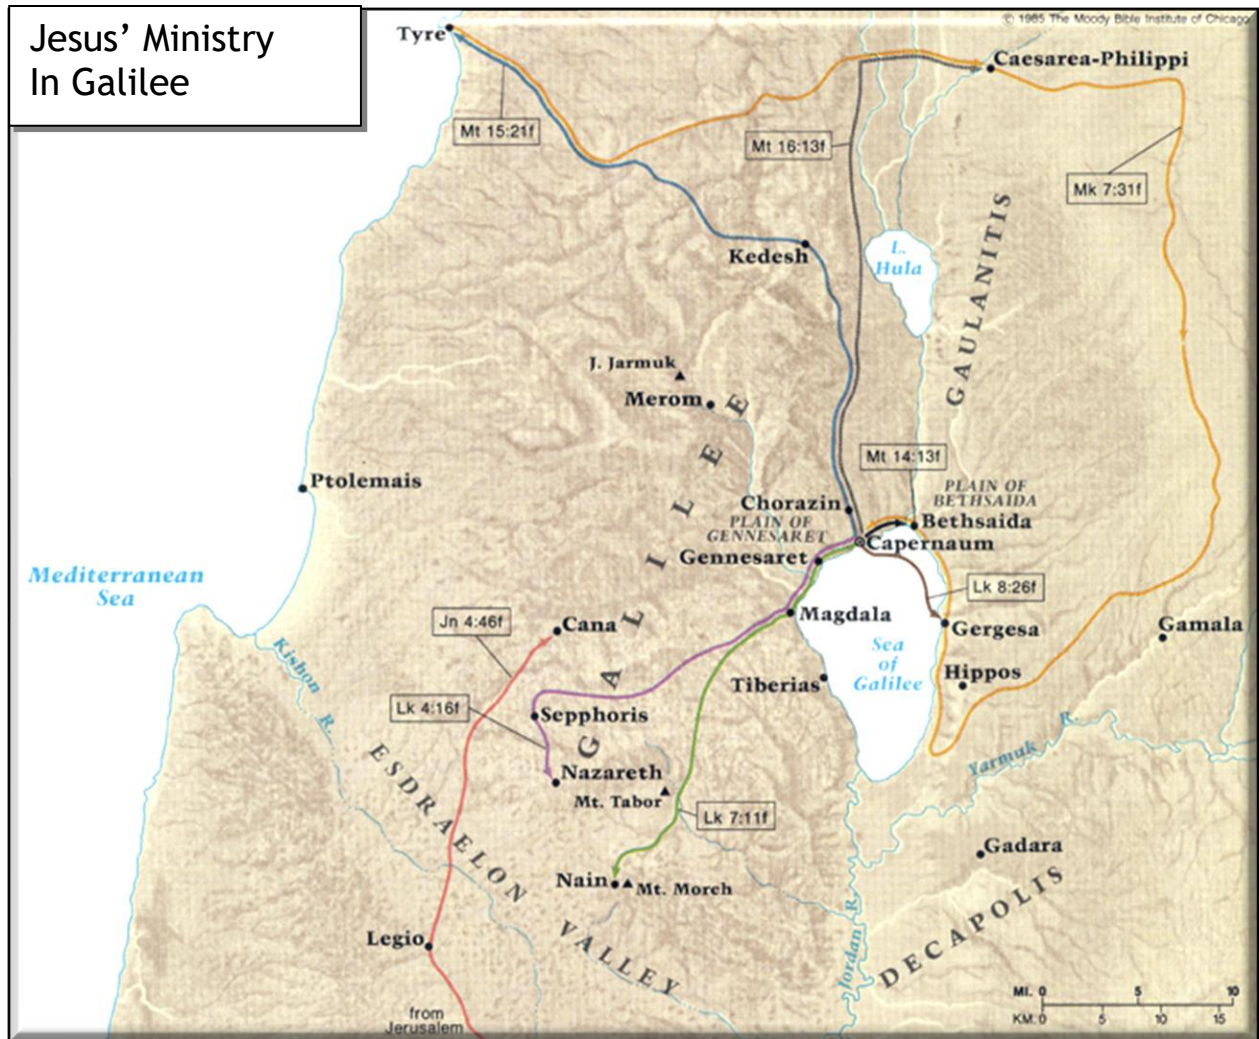 Jesus’ Ministry
In Galilee
© 1985 The Moody Bible Institute of Chicago
Tyre
Caesarea-Philippi
Mt 15:21f
Mt 16:13f
Mk 7:31f
Kedesh
L.
Hula
GAULANITIS
J. Jarmuk
Merom
GALILEE
Mt 14:13f
Ptolemais
Chorazin
PLAIN OF
BETHSAIDA
PLAIN OF
GENNESARET
Bethsaida
Capernaum
Gennesaret
Mediterranean
Sea
Lk 8:26f
Jn 4:46f
Cana
Magdala
Gergesa
Gamala
Kishon R.
Sea
of
Galilee
Hippos
Tiberias
Lk 4:16f
Sepphoris
Yarmuk R.
ESDRAELON VALLEY
Nazareth
Mt. Tabor
Lk 7:11f
Gadara
Nain
Mt. Moreh
DECAPOLIS
Legio
Jordan R.
from
Jerusalem
MI. 0 5 10
KM. 0 5 10 15